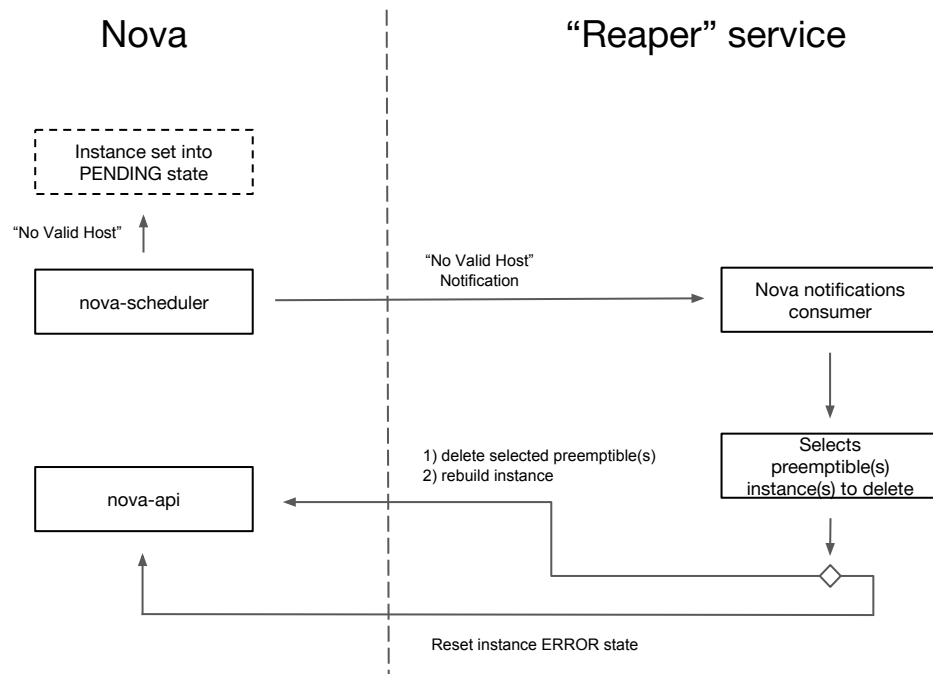 Nova
“Reaper” service
Instance set into
PENDING state
“No Valid Host”
nova-scheduler
“No Valid Host”
Notification
Nova notifications
consumer
1) delete selected preemptible(s)
2) rebuild instance
Selects
preemptible(s)
instance(s) to delete
nova-api
Reset instance ERROR state